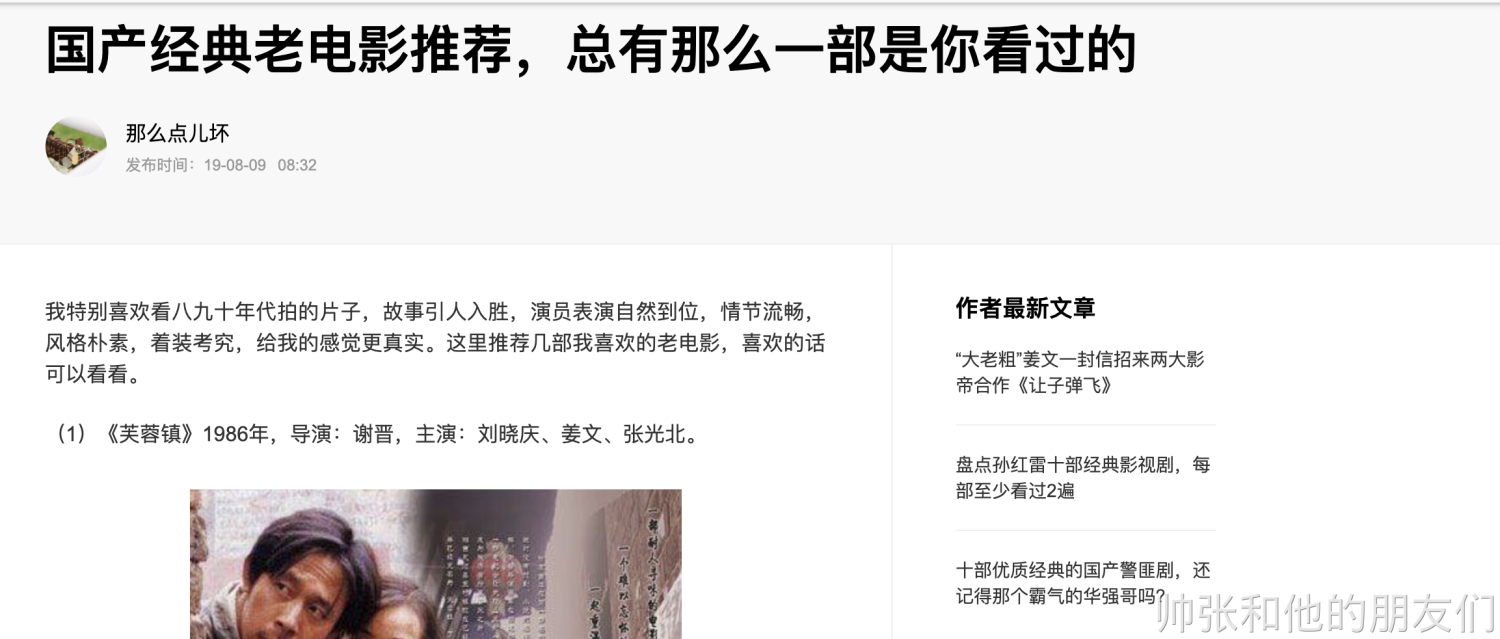 国产经典老电影推荐，总有那么一部是你看过的
那么点儿坏
发布时间：19-08-09 08:32
我特别喜欢看八九十年代拍的片子，故事引人入胜，演员表演自然到位，情节流畅，
风格朴素，着装考究，给我的感觉更真实。这里推荐几部我喜欢的老电影，喜欢的话
可以看看。
（1）《芙蓉镇》1986年，导演：谢晋，主演：刘晓庆、姜文、张光北。
一部耐人寻味的电影
作者最新文章
“大老粗”姜文一封信招来两大影
帝合作《让子弹飞》
盘点孙红雷十部经典影视剧，每
部至少看过2遍
十部优质经典的国产警匪剧，还
记得那个霸气的华强哥吗?
帅张和他的朋友们